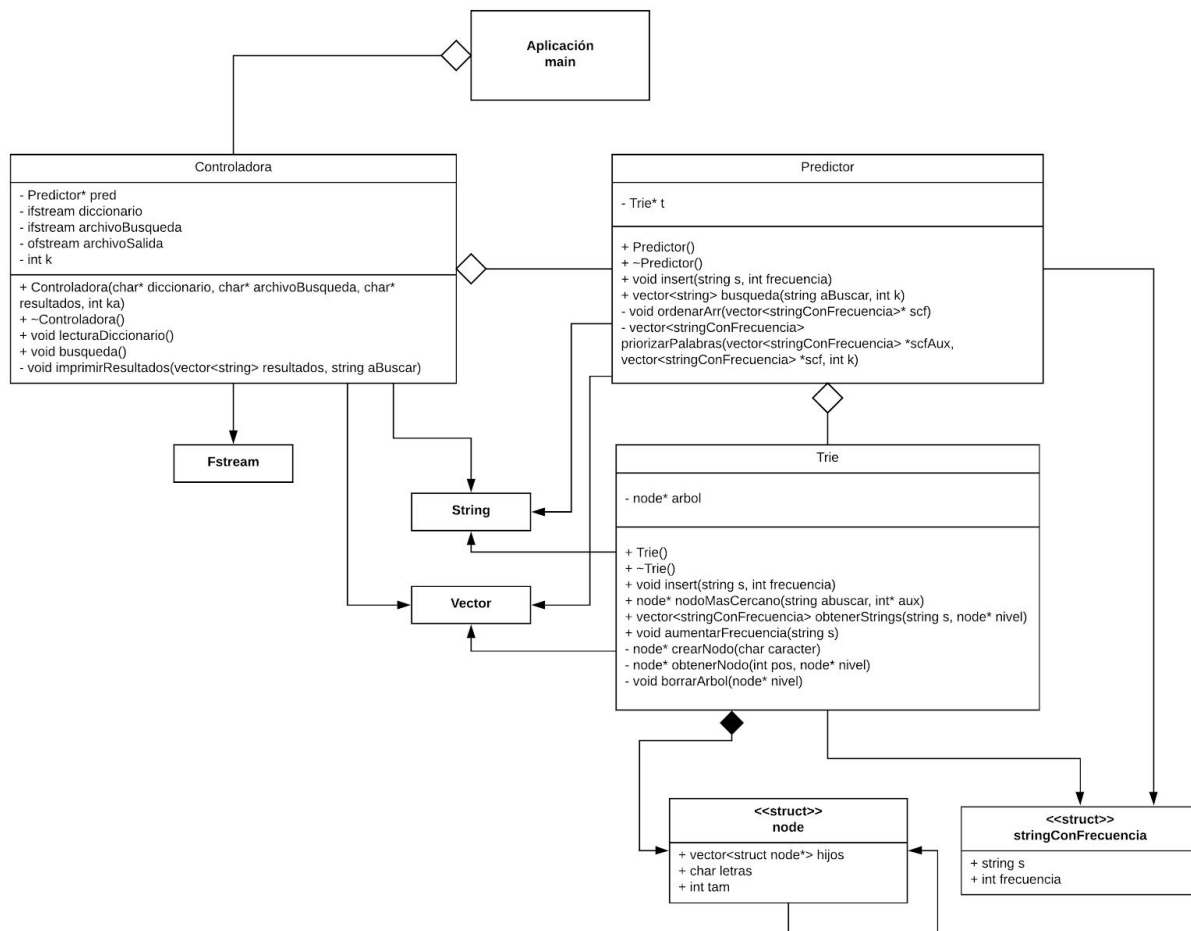 Aplicación
main
Controladora
- Predictor* pred
- ifstream diccionario
- ifstream archivoBusqueda
- ofstream archivoSalida
- int k
+ Controladora(char* diccionario, char* archivoBusqueda, char*
resultados, int ka)
+ ~Controladora()
+ void lecturaDiccionario()
+ void busqueda()
- void imprimirResultados(vector<string> resultados, string aBuscar)
Predictor
- Trie* t
+ Predictor()
+ ~Predictor()
+ void insert(string s, int frecuencia)
+ vector<string> busqueda(string aBuscar, int k)
- void ordenarArr(vector<stringConFrecuencia>* scf)
- vector<stringConFrecuencia>
priorizarPalabras(vector<stringConFrecuencia> *scfAux,
vector<stringConFrecuencia> *scf, int k)
Fstream
String
Vector
Trie
- node* arbol
+ Trie()
+ ~Trie()
+ void insert(string s, int frecuencia)
+ node* nodoMasCercano(string abuscar, int* aux)
+ vector<stringConFrecuencia> obtenerStrings(string s, node* nivel)
+ void aumentarFrecuencia(string s)
- node* crearNodo(char caracter)
- node* obtenerNodo(int pos, node* nivel)
- void borrarArbol(node* nivel)
<<struct>>
node
+ vector<struct node*> hijos
+ char letras
+ int tam
<<struct>>
stringConFrecuencia
+ string s
+ int frecuencia